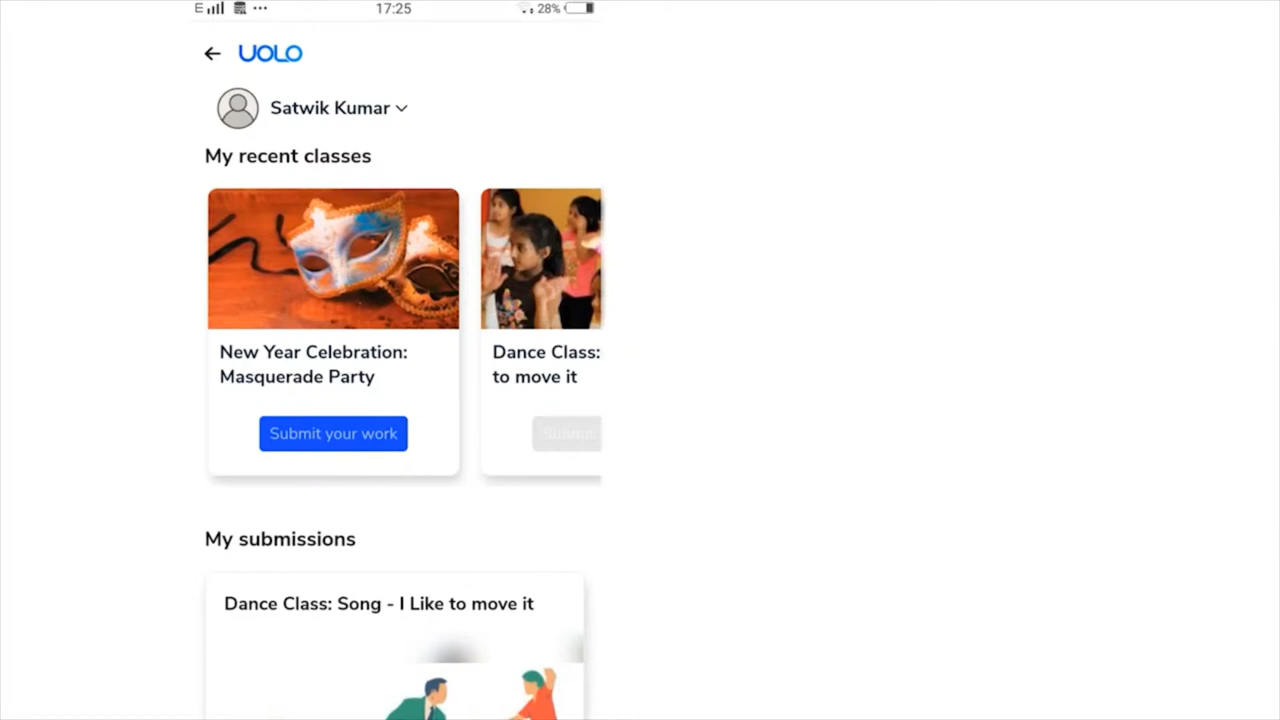 E 17:25 28%
UOLO
Satwik Kumar
My recent classes
New Year Celebration:
Masquerade Party
Submit your work
Dance Class:
to move it
Submit
My submissions
Dance Class: Song - I Like to move it